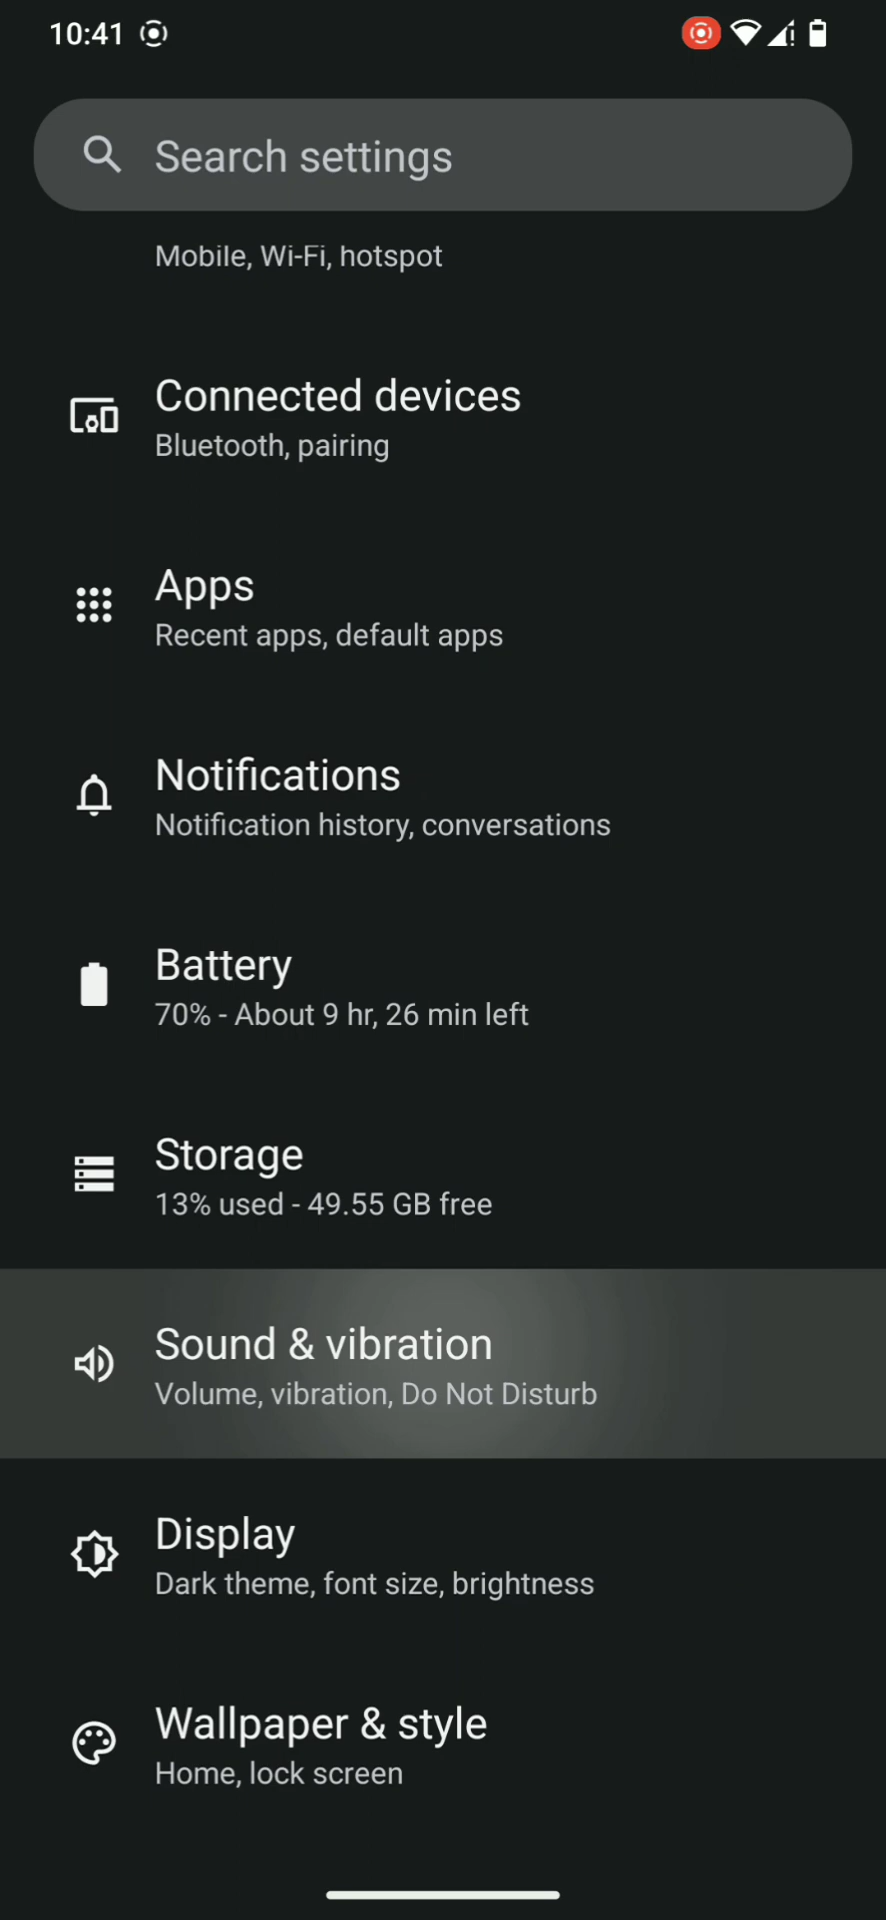 10:41
Search settings
Mobile, Wi-Fi, hotspot
Connected devices
Bluetooth, pairing
Apps
Recent apps, default apps
Notifications
Notification history, conversations
Battery
70% - About 9 hr, 26 min left
Storage
13% used - 49.55 GB free
Sound & vibration
Volume, vibration, Do Not Disturb
Display
Dark theme, font size, brightness
Wallpaper & style
Home, lock screen